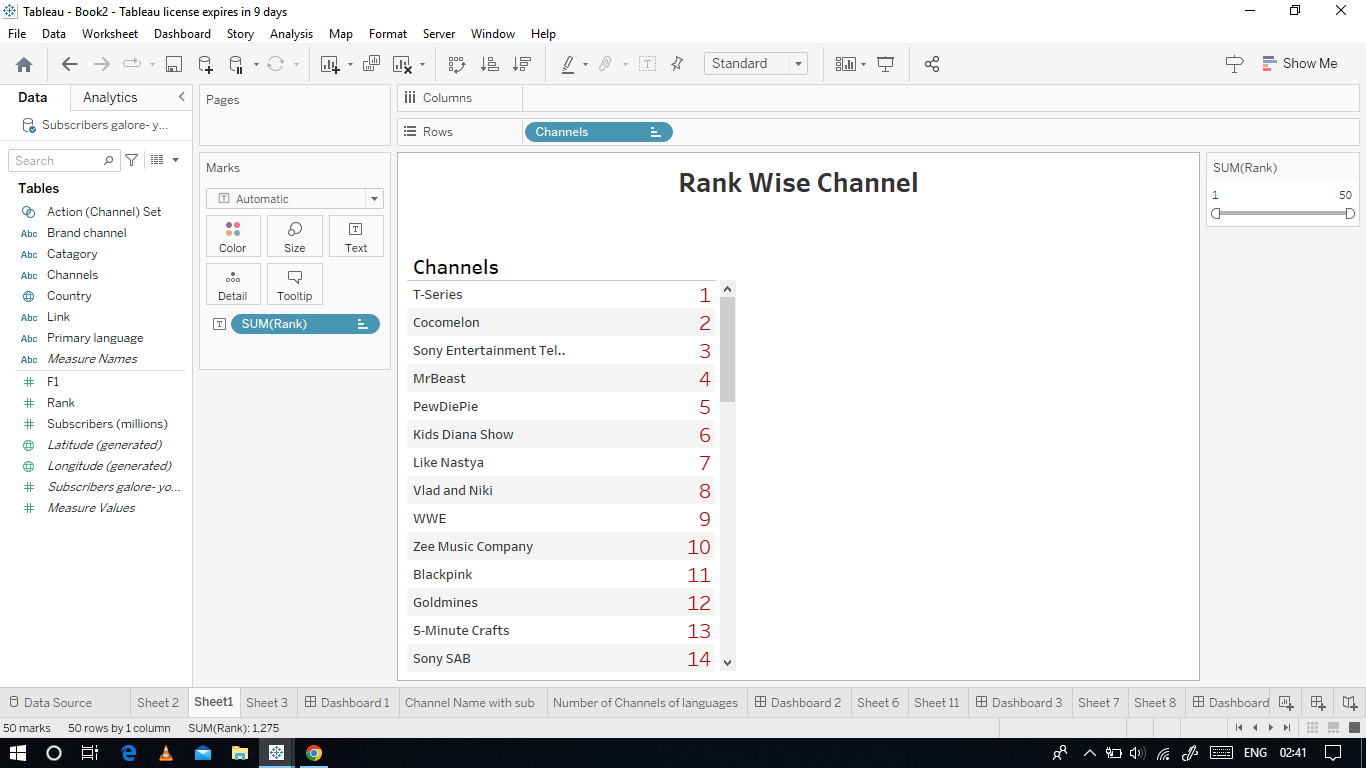 Tableau - Book2 - Tableau license expires in 9 days
File Data Worksheet Dashboard Story Analysis Map Format Server Window Help
Standard
Show Me
Data Analytics
Subscribers galore- y...
Search
Tables
Action (Channel) Set
Abc Brand channel
Abc Catagory
Abc Channels
Country
Abc Link
Abc Primary language
Abc Measure Names
F1
Rank
Subscribers (millions)
Latitude (generated)
Longitude (generated)
Subscribers galore- yo...
Measure Values
Pages
Marks
Automatic
Color Size Text
Detail Tooltip
SUM(Rank)
Columns
Rows Channels
Rank Wise Channel
Channels
T-Series 1
Cocomelon 2
Sony Entertainment Tel.. 3
MrBeast 4
PewDiePie 5
Kids Diana Show 6
Like Nastya 7
Vlad and Niki 8
WWE 9
Zee Music Company 10
Blackpink 11
Goldmines 12
5-Minute Crafts 13
Sony SAB 14
SUM(Rank)
1 50
Data Source Sheet 2 Sheet1 Sheet 3 Dashboard 1 Channel Name with sub Number of Channels of languages Dashboard 2 Sheet 6 Sheet 11 Dashboard 3 Sheet 7 Sheet 8 Dashboard
50 marks 50 rows by 1 column SUM(Rank): 1,275
ENG 02:41